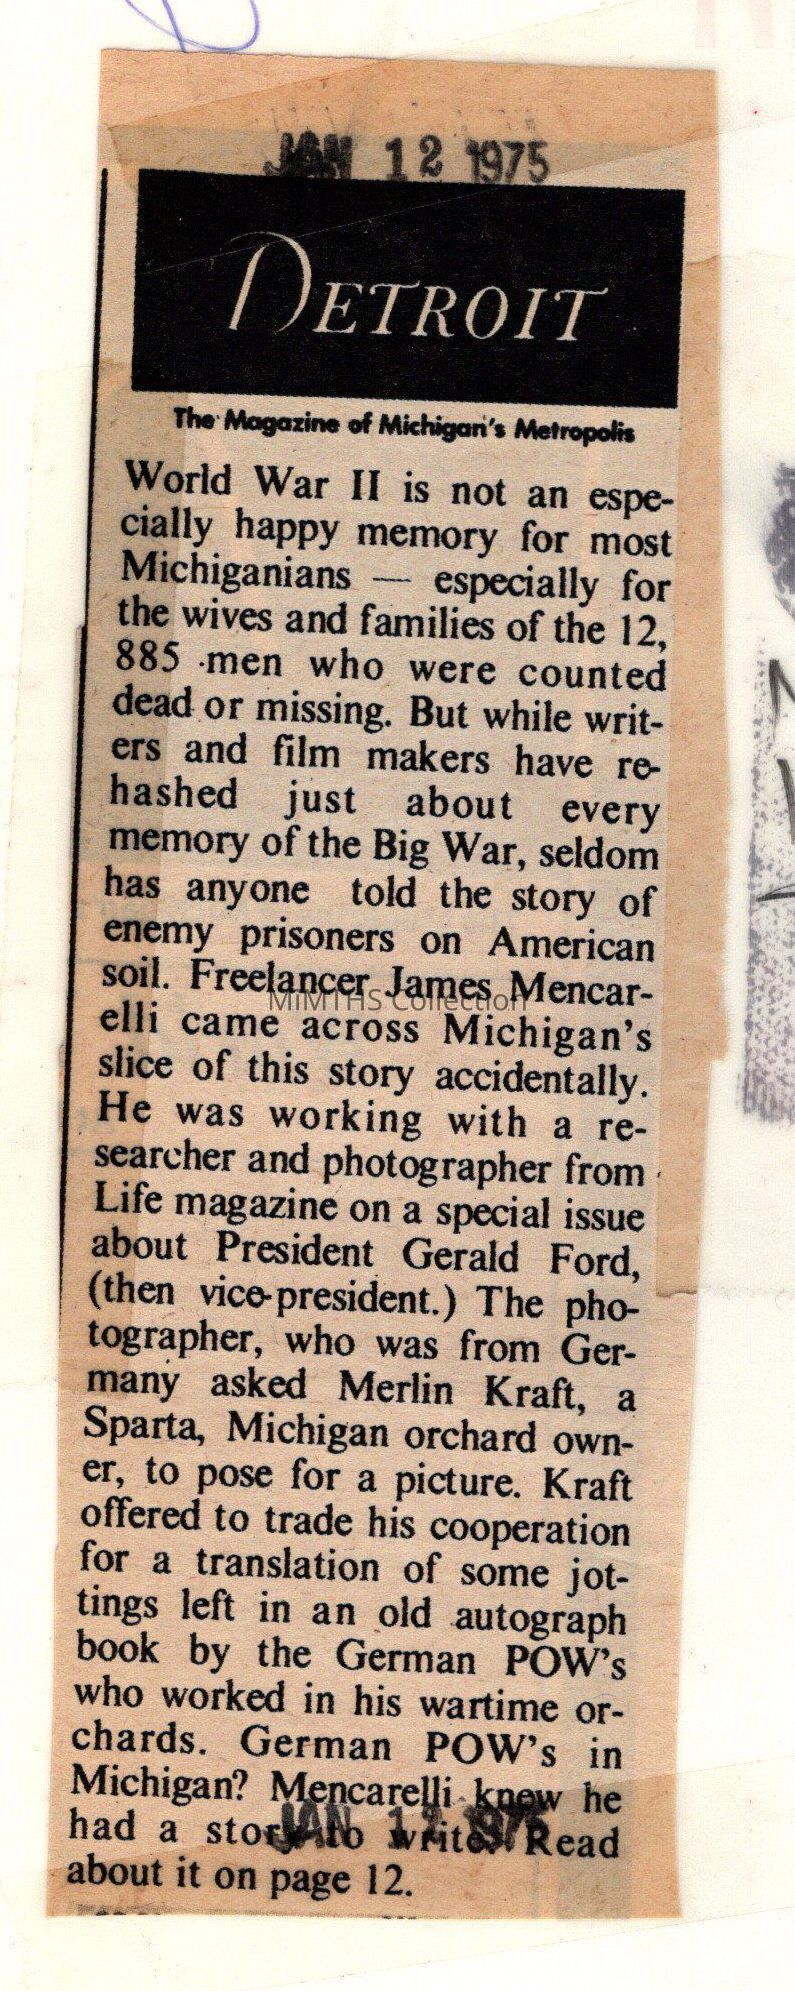 JAN 12 1975
DETROIT
The Magazine of Michigan's Metropolis
World War II is not an espe-
cially happy memory for most
Michiganians — especially for
the wives and families of the 12,
885 men who were counted
dead or missing. But while writ-
ers and film makers have re-
hashed just about every
memory of the Big War, seldom
has anyone told the story of
enemy prisoners on American
soil. Freelancer James Mencar-
MiMTHS Collection
elli came across Michigan's
slice of this story accidentally.
He was working with a re-
searcher and photographer from
Life magazine on a special issue
about President Gerald Ford,
(then vice-president.) The pho-
tographer, who was from Ger-
many asked Merlin Kraft, a
Sparta, Michigan orchard own-
er, to pose for a picture. Kraft
offered to trade his cooperation
for a translation of some jot-
tings left in an old autograph
book by the German POW's
who worked in his wartime or-
chards. German POW's in
Michigan? Mencarelli knew he
had a story to write. Read
JAN 12 1975
about it on page 12.